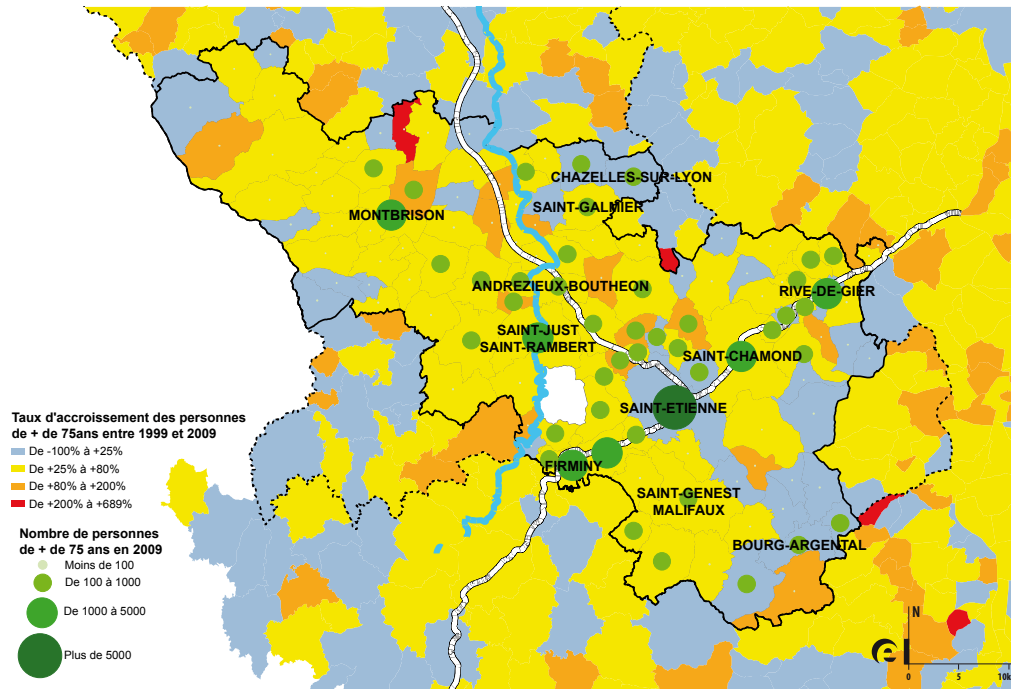 CHAZELLES-SUR-LYON
SAINT-GALMIER
MONTBRISON
ANDREZIEUX-BOUTHEON
RIVE-DE-GIER
SAINT-JUST
SAINT-RAMBERT
SAINT-CHAMOND
SAINT-ETIENNE
FIRMINY
SAINT-GENEST
MALIFAUX
BOURG-ARGENTAL
Taux d'accroissement des personnes
de + de 75ans entre 1999 et 2009
De -100% à +25%
De +25% à +80%
De +80% à +200%
De +200% à +689%
Nombre de personnes
de + de 75 ans en 2009
Moins de 100
De 100 à 1000
De 1000 à 5000
Plus de 5000
N
e
0 5 10k